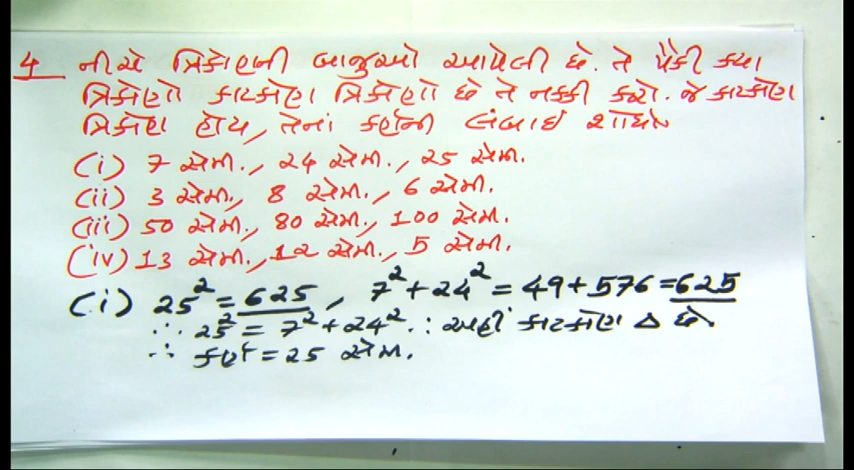 4 નીચે ત્રિકોણની બાજુઓ આપેલી છે. તે પૈકી કયા
ત્રિકોણો કાટકોણ ત્રિકોણો છે તે નક્કી કરો. જે કાટકોણ
ત્રિકોણ હોય, તેના કર્ણની લંબાઈ શોધો
(i) 7 સેમી., 24 સેમી., 25 સેમી.
(ii) 3 સેમી., 8 સેમી., 6 સેમી.
(iii) 50 સેમી., 80 સેમી., 100 સેમી.
(iv) 13 સેમી., 12 સેમી., 5 સેમી.
(i) 25² = 625, 7² + 24² = 49 + 576 = 625
∴ 25² = 7² + 24² ∴ અહીં કાટકોણ Δ છે.
∴ કર્ણ = 25 સેમી.